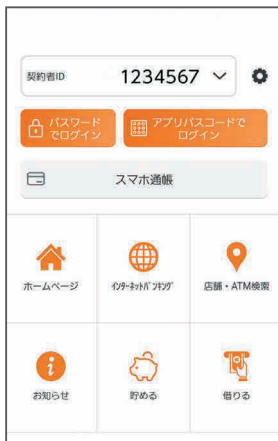 契約者ID 1234567
パスワード
でログイン
アプリパスコードで
ログイン
スマホ通帳
ホームページ
インターネットバンキング
店舗・ATM検索
お知らせ
貯める
借りる